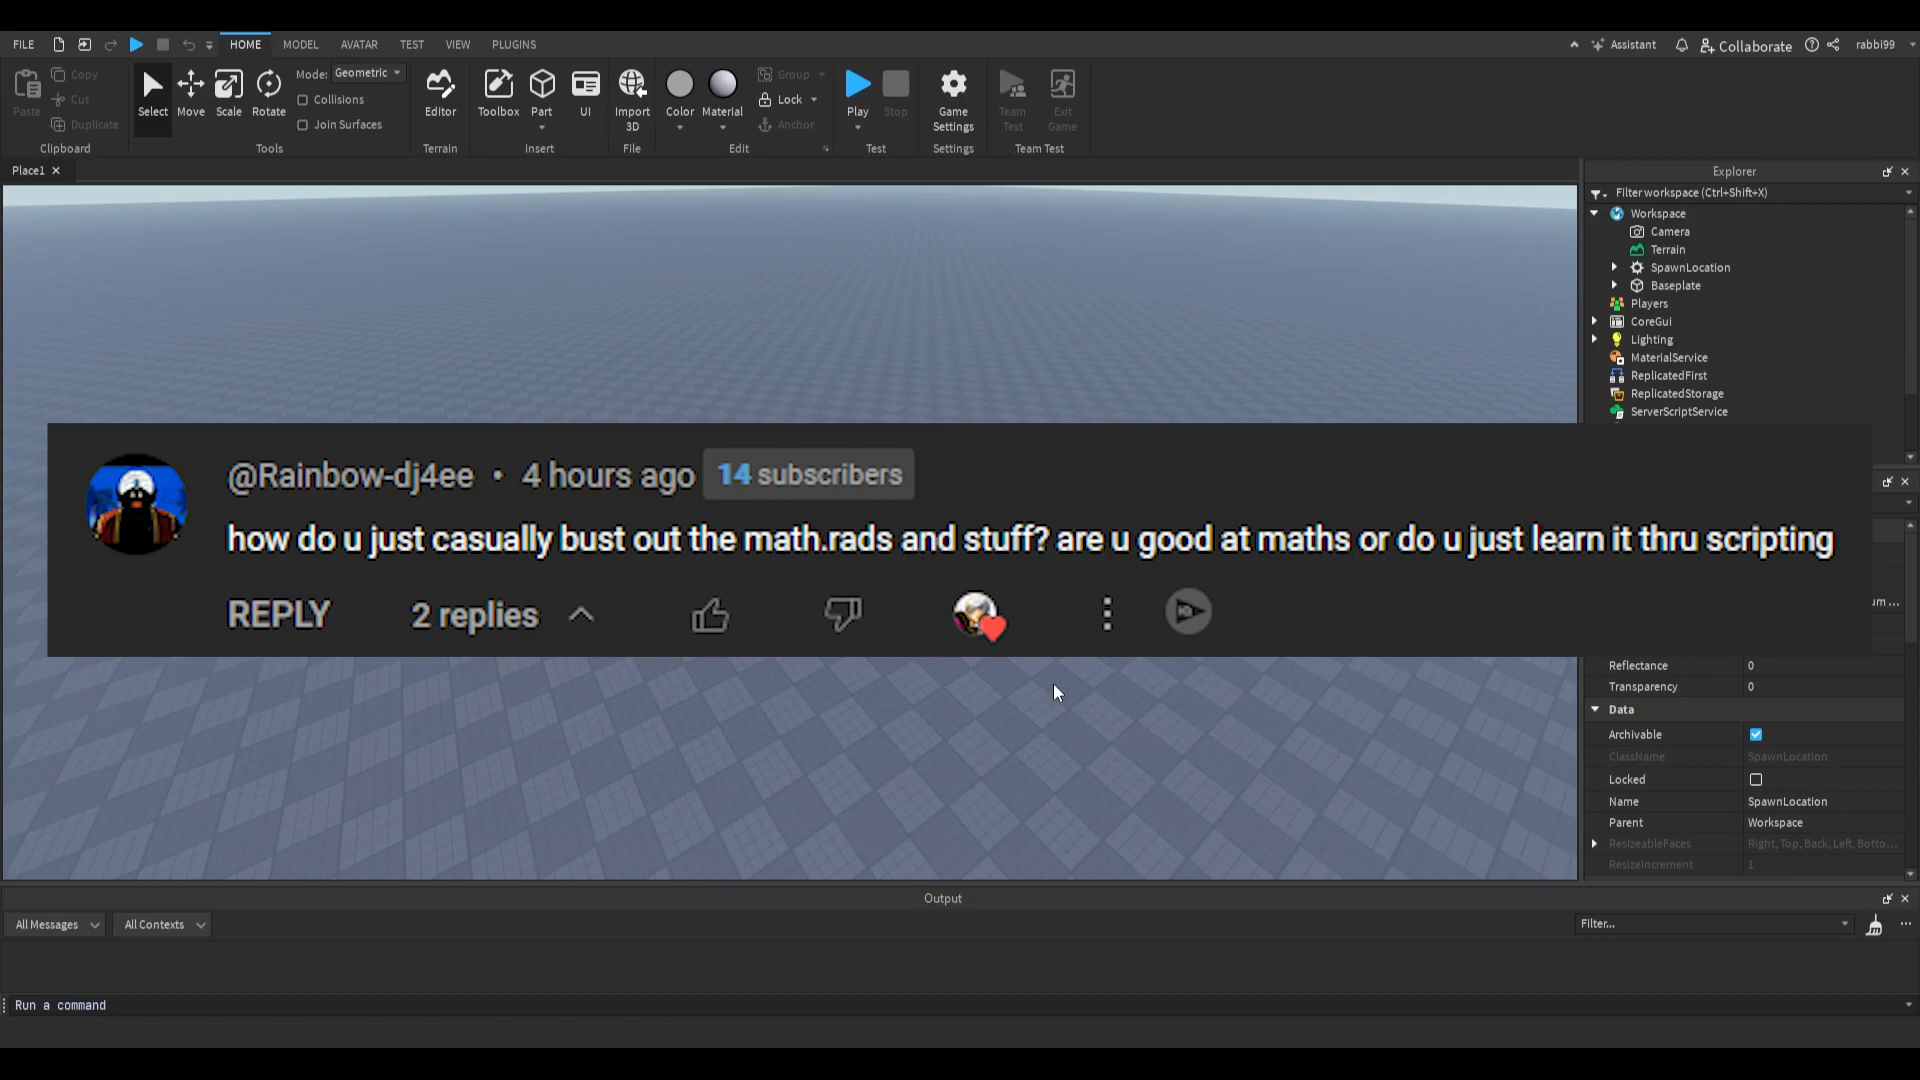 FILE HOME MODEL AVATAR TEST VIEW PLUGINS Assistant Collaborate rabbi99
Paste Copy Cut Duplicate Clipboard
Select Move Scale Rotate Mode: Geometric Collisions Join Surfaces Tools
Editor Terrain
Toolbox Part UI Insert
Import 3D File
Color Material Group Lock Anchor Edit
Play Stop Test
Game Settings Settings
Team Test Exit Game Team Test
Place1
Explorer
Filter workspace (Ctrl+Shift+X)
Workspace
Camera
Terrain
SpawnLocation
Baseplate
Players
CoreGui
Lighting
MaterialService
ReplicatedFirst
ReplicatedStorage
ServerScriptService
@Rainbow-dj4ee • 4 hours ago 14 subscribers
how do u just casually bust out the math.rads and stuff? are u good at maths or do u just learn it thru scripting
REPLY 2 replies
um ...
Reflectance 0
Transparency 0
Data
Archivable
ClassName SpawnLocation
Locked
Name SpawnLocation
Parent Workspace
ResizeableFaces Right, Top, Back, Left, Botto...
ResizeIncrement 1
Output
All Messages All Contexts Filter...
Run a command